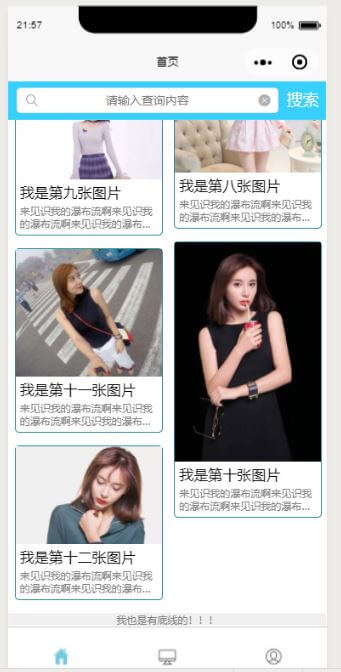 21:57
100%
首页
请输入查询内容
搜索
我是第九张图片
来见识我的瀑布流啊来见识我
的瀑布流啊来见识我的瀑布...
我是第八张图片
来见识我的瀑布流啊来见识我
的瀑布流啊来见识我的瀑布...
我是第十一张图片
来见识我的瀑布流啊来见识我
的瀑布流啊来见识我的瀑布...
我是第十张图片
来见识我的瀑布流啊来见识我
的瀑布流啊来见识我的瀑布...
我是第十二张图片
来见识我的瀑布流啊来见识我
的瀑布流啊来见识我的瀑布...
我也是有底线的！！！